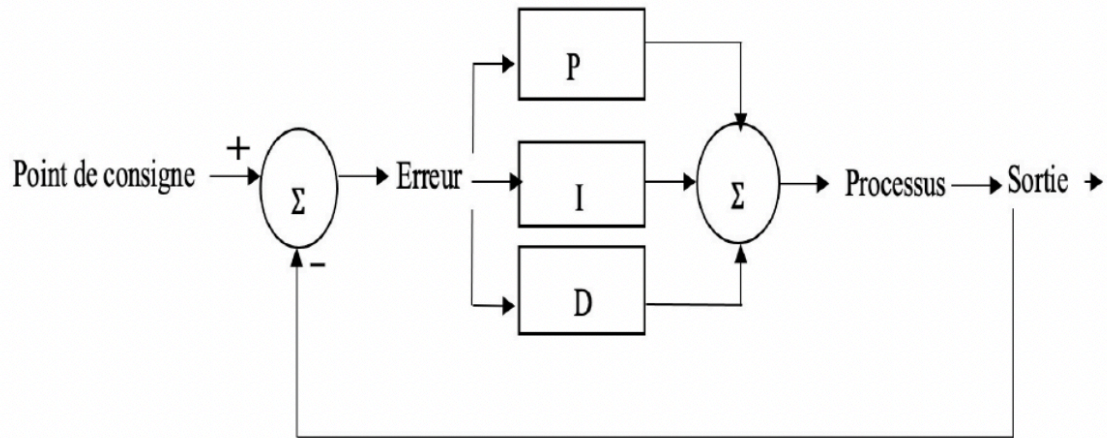 P
+
Point de consigne
Σ
Erreur
I
Σ
Processus
Sortie
−
D